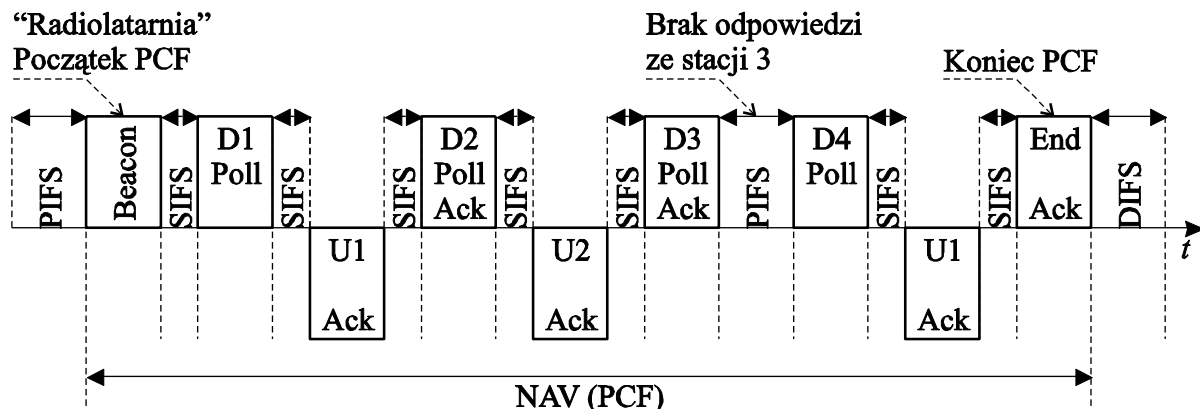 “Radiolatarnia”
Początek PCF
Brak odpowiedzi
ze stacji 3
Koniec PCF
PIFS
Beacon
SIFS
D1
Poll
SIFS
U1
Ack
SIFS
D2
Poll
Ack
SIFS
U2
Ack
SIFS
D3
Poll
Ack
PIFS
D4
Poll
SIFS
U1
Ack
SIFS
End
Ack
DIFS
t
NAV (PCF)